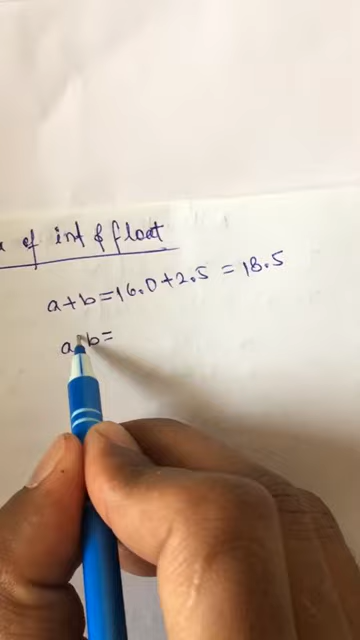 of int & float
a+b=16.0+2.5 = 18.5
a b=